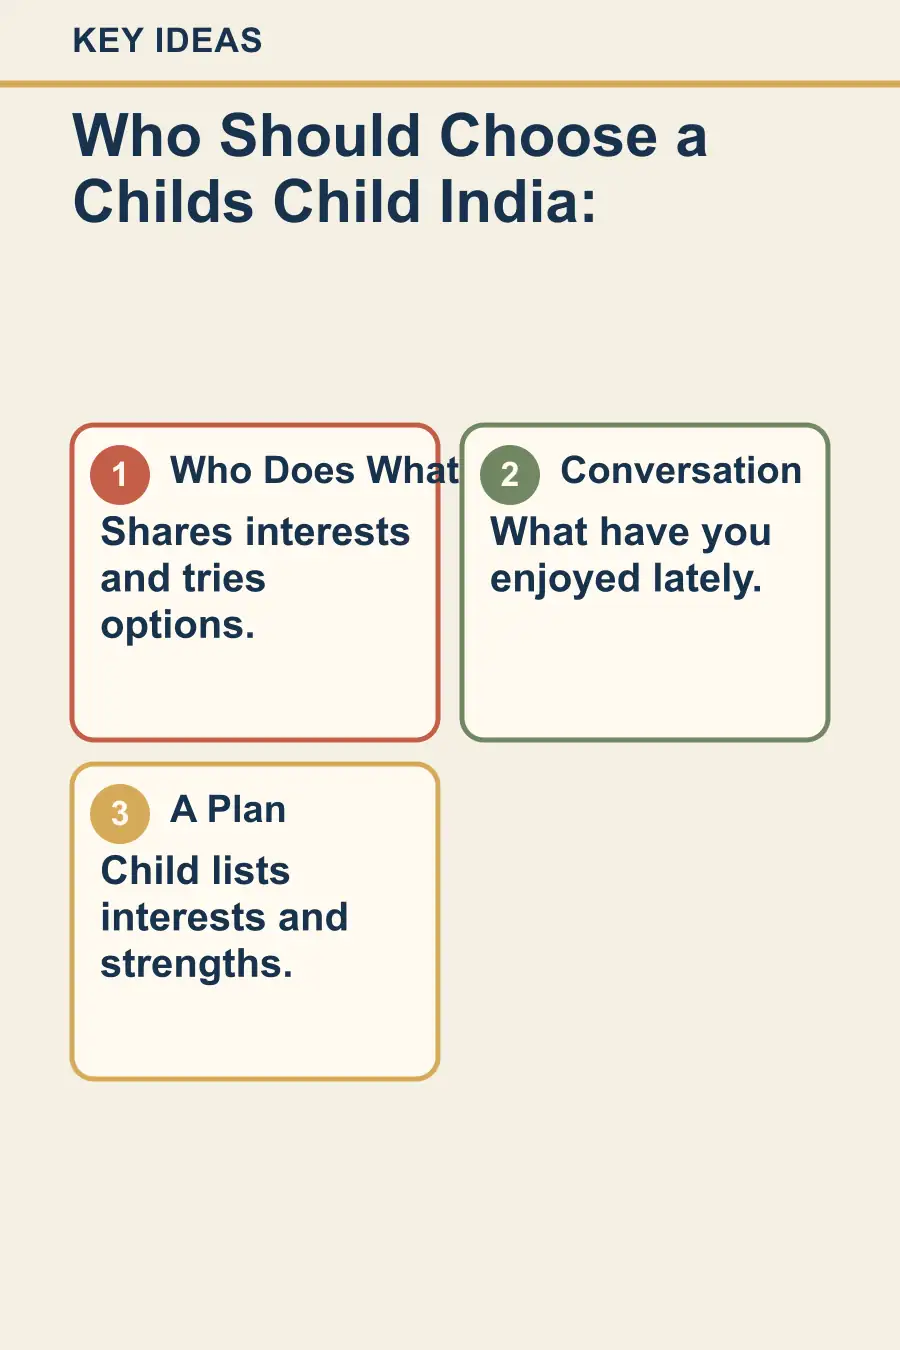 KEY IDEAS
Who Should Choose a
Childs Child India:
1 Who Does What
Shares interests
and tries
options.
2 Conversation
What have you
enjoyed lately.
3 A Plan
Child lists
interests and
strengths.